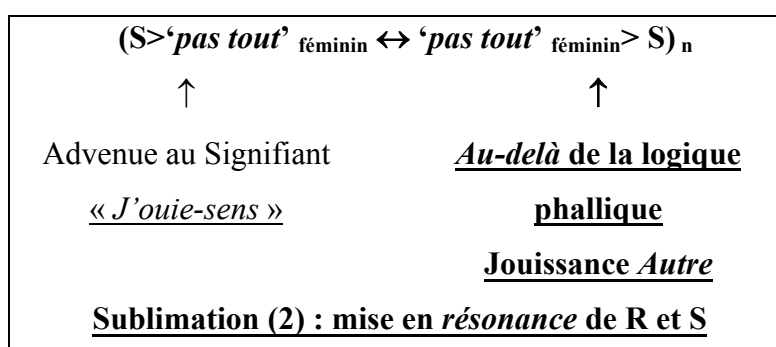 (S>‘pas tout’ féminin ↔ ‘pas tout’ féminin> S) n
↑ ↑
Advenue au Signifiant Au-delà de la logique
« J’ouie-sens » phallique
Jouissance Autre
Sublimation (2) : mise en résonance de R et S